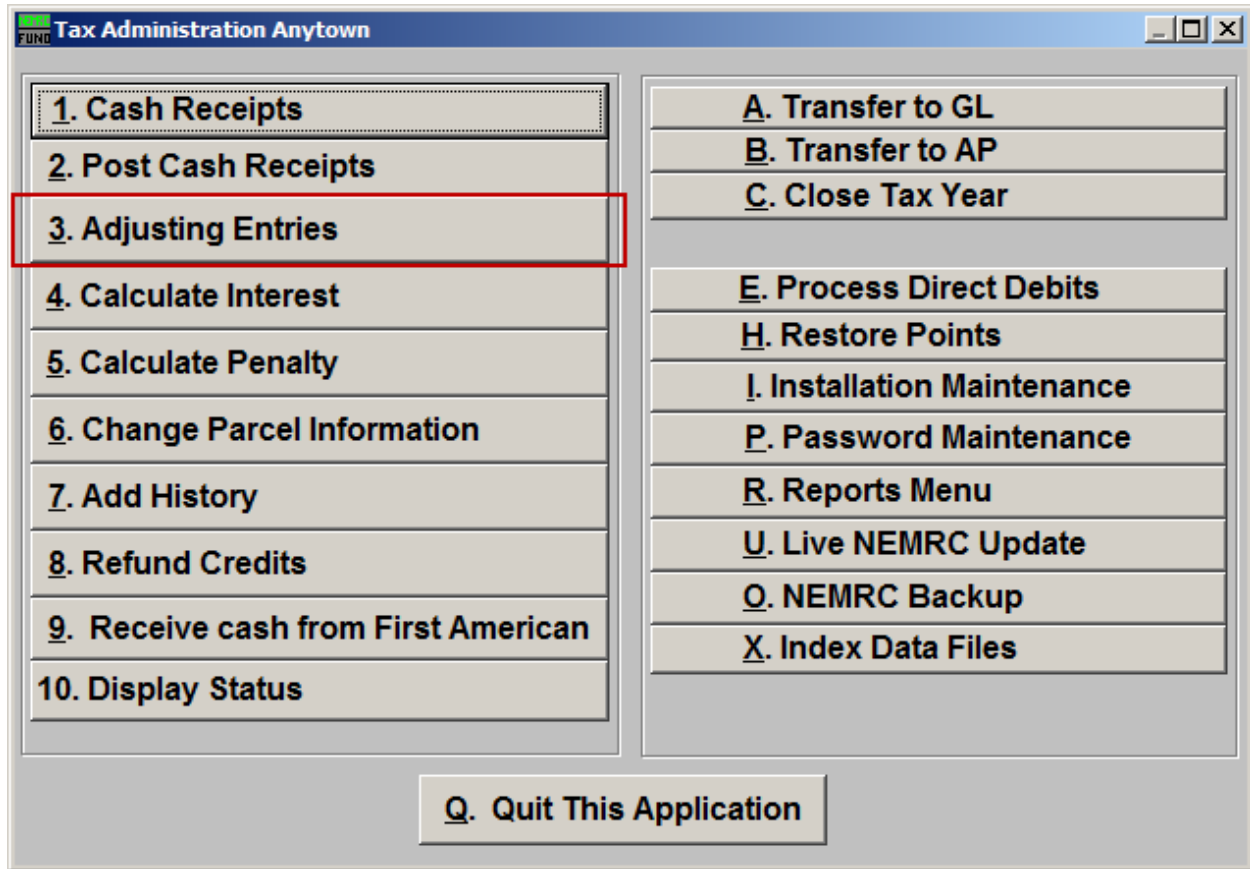 NEMRC
FUND
Tax Administration Anytown
1. Cash Receipts
2. Post Cash Receipts
3. Adjusting Entries
4. Calculate Interest
5. Calculate Penalty
6. Change Parcel Information
7. Add History
8. Refund Credits
9. Receive cash from First American
10. Display Status
A. Transfer to GL
B. Transfer to AP
C. Close Tax Year
E. Process Direct Debits
H. Restore Points
I. Installation Maintenance
P. Password Maintenance
R. Reports Menu
U. Live NEMRC Update
O. NEMRC Backup
X. Index Data Files
Q. Quit This Application